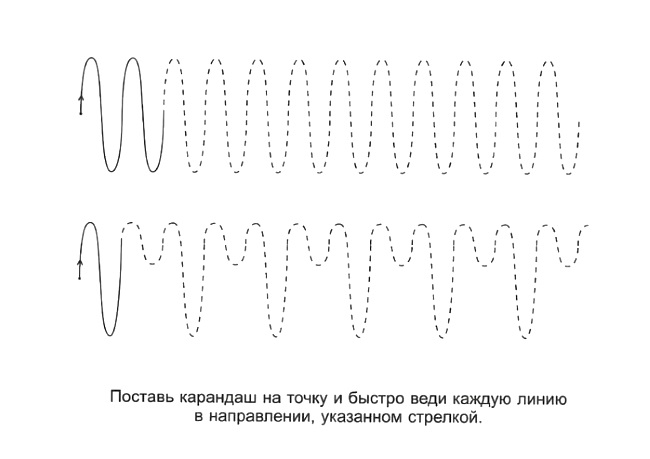 Поставь карандаш на точку и быстро веди каждую линию
в направлении, указанном стрелкой.